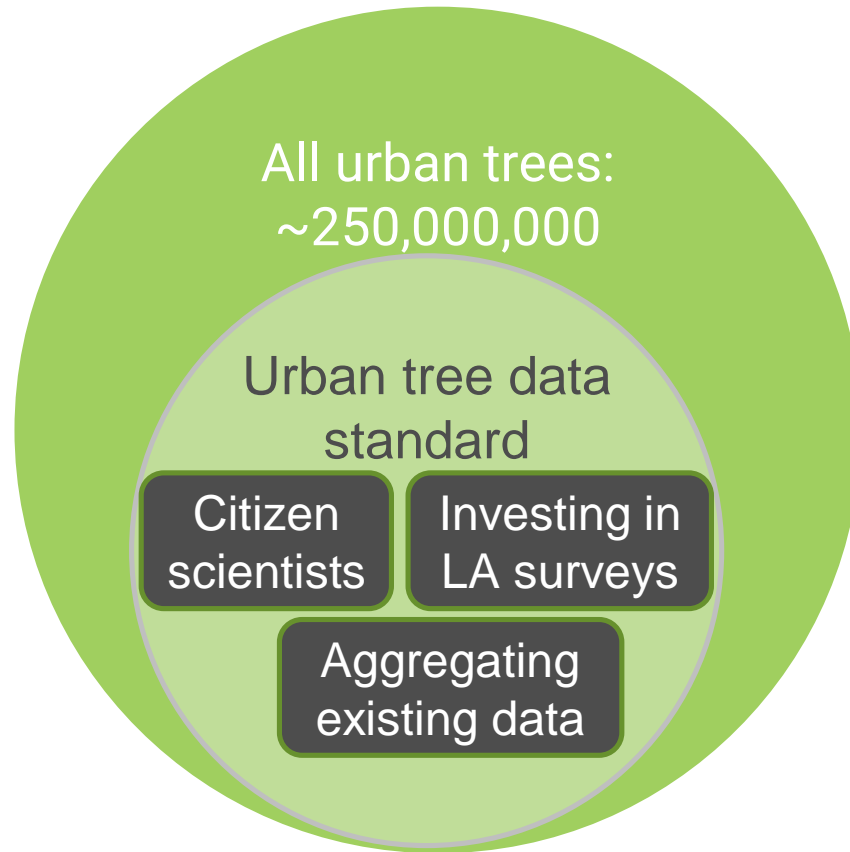 All urban trees:
~250,000,000
Urban tree data
standard
Citizen
scientists
Investing in
LA surveys
Aggregating
existing data